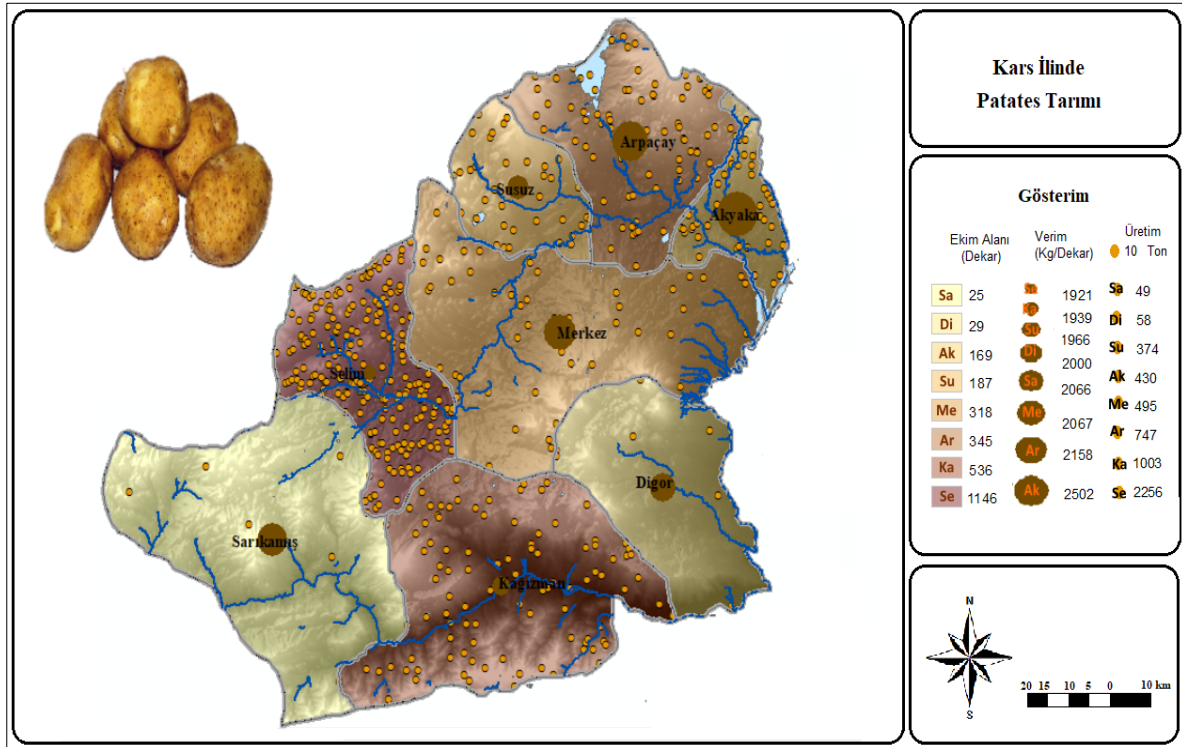 Kars İlinde
Patates Tarımı
Arpaçay
Susuz
Akyaka
Merkez
Selim
Digor
Sarıkamış
Kağızman
Gösterim
Ekim Alanı
(Dekar)
Verim
(Kg/Dekar)
Üretim
10 Ton
Sa 25
Di 29
Ak 169
Su 187
Me 318
Ar 345
Ka 536
Se 1146
1921
1939
Su 1966
Di 2000
Sa 2066
Me 2067
Ar 2158
Ak 2502
Sa 49
Di 58
Su 374
Ak 430
Me 495
Ar 747
Ka 1003
Se 2256
N
S
20 15 10 5 0 10 km